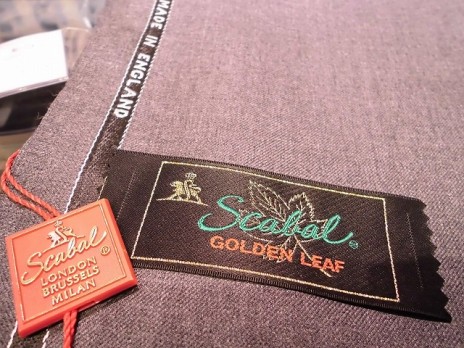 MADE IN ENGLAND
Scabal®
GOLDEN LEAF
Scabal®
LONDON
BRUSSELS
MILAN